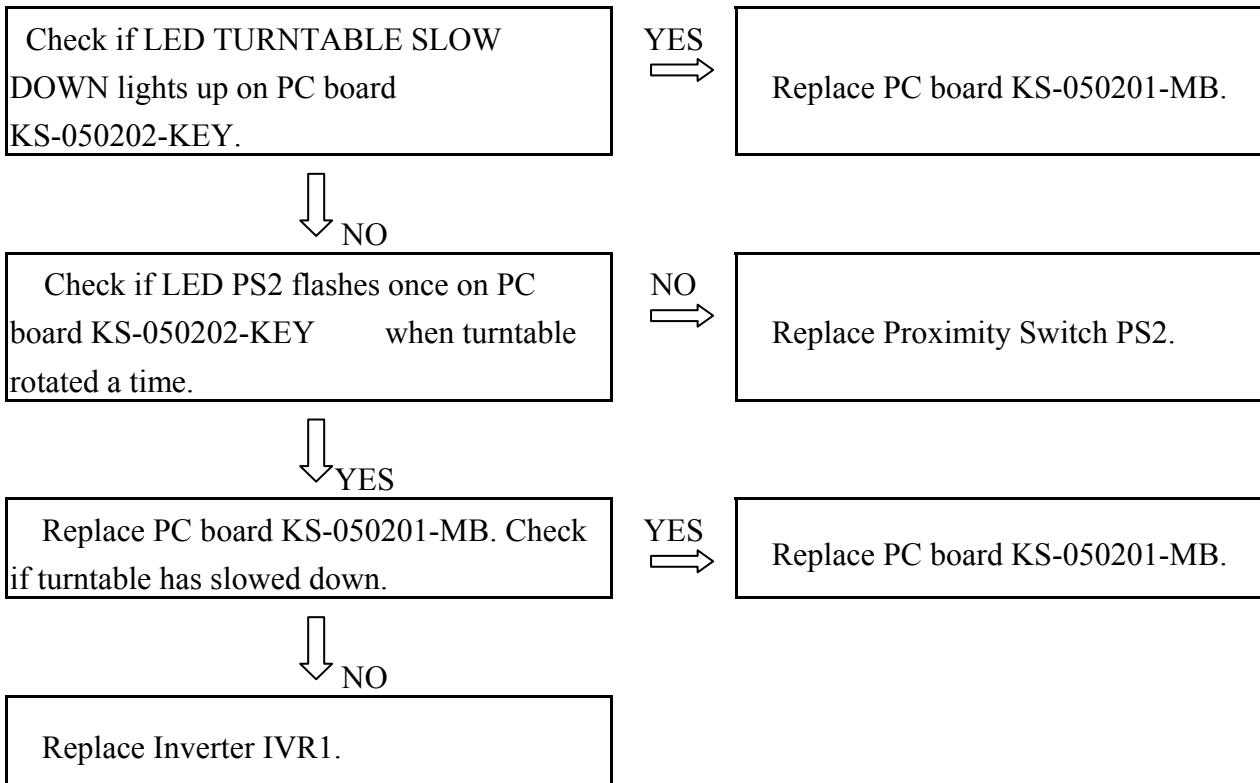 Check if LED TURNTABLE SLOW
DOWN lights up on PC board
KS-050202-KEY.
YES
Replace PC board KS-050201-MB.
NO
Check if LED PS2 flashes once on PC
board KS-050202-KEY when turntable
rotated a time.
NO
Replace Proximity Switch PS2.
YES
Replace PC board KS-050201-MB. Check
if turntable has slowed down.
YES
Replace PC board KS-050201-MB.
NO
Replace Inverter IVR1.